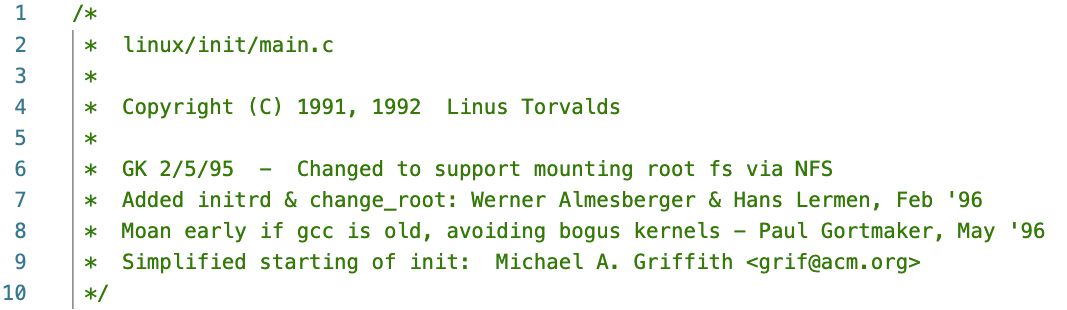 1 /*
2 *  linux/init/main.c
3 *
4 *  Copyright (C) 1991, 1992  Linus Torvalds
5 *
6 *  GK 2/5/95  -  Changed to support mounting root fs via NFS
7 *  Added initrd & change_root: Werner Almesberger & Hans Lermen, Feb '96
8 *  Moan early if gcc is old, avoiding bogus kernels - Paul Gortmaker, May '96
9 *  Simplified starting of init:  Michael A. Griffith <grif@acm.org>
10 */